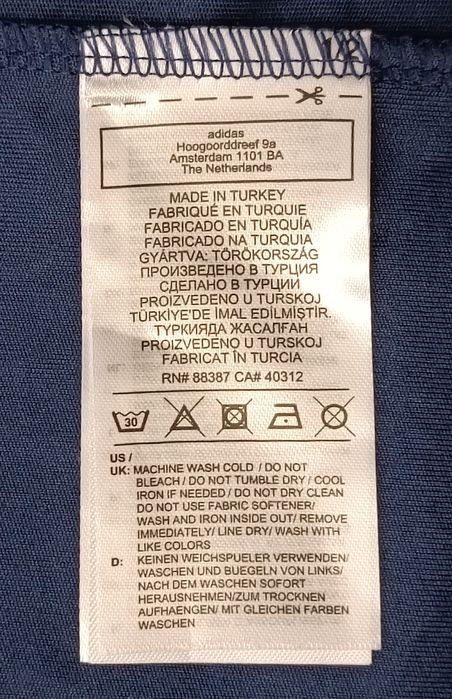 adidas
Hoogoorddreef 9a
Amsterdam 1101 BA
The Netherlands
MADE IN TURKEY
FABRIQUÉ EN TURQUIE
FABRICADO EN TURQUÍA
FABRICADO NA TURQUIA
GYÁRTVA: TÖRÖKORSZÁG
ПРОИЗВЕДЕНО В ТУРЦИЯ
СДЕЛАНО В ТУРЦИИ
PROIZVEDENO U TURSKOJ
TÜRKİYE'DE İMAL EDİLMİŞTİR.
ТУРКИЯДА ЖАСАЛҒАН
PROIZVEDENO U TURSKOJ
FABRICAT ÎN TURCIA
RN# 88387 CA# 40312
30
US /
UK: MACHINE WASH COLD / DO NOT
BLEACH / DO NOT TUMBLE DRY / COOL
IRON IF NEEDED / DO NOT DRY CLEAN
DO NOT USE FABRIC SOFTENER/
WASH AND IRON INSIDE OUT/ REMOVE
IMMEDIATELY/ LINE DRY/ WASH WITH
LIKE COLORS
D: KEINEN WEICHSPUELER VERWENDEN/
WASCHEN UND BUEGELN VON LINKS/
NACH DEM WASCHEN SOFORT
HERAUSNEHMEN/ZUM TROCKNEN
AUFHAENGEN/ MIT GLEICHEN FARBEN
WASCHEN